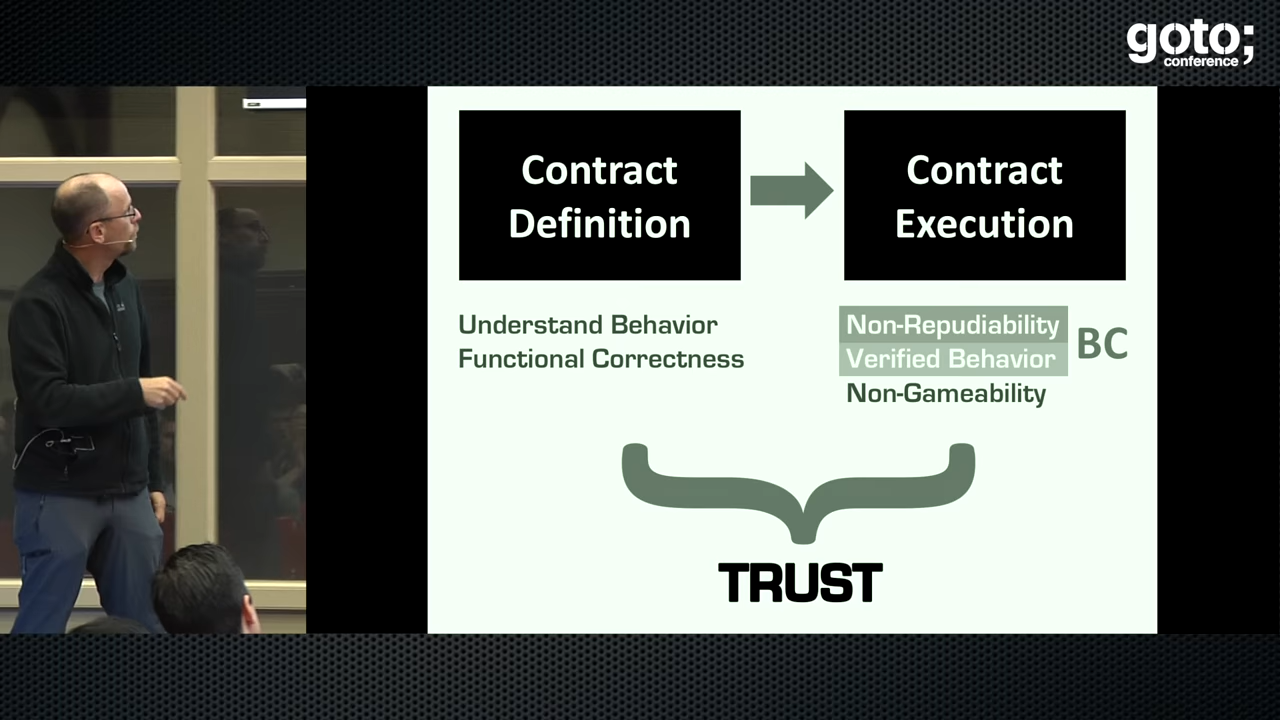 goto;
conference
Contract
Definition
Contract
Execution
Understand Behavior
Functional Correctness
Non-Repudiability
Verified Behavior
BC
Non-Gameability
TRUST